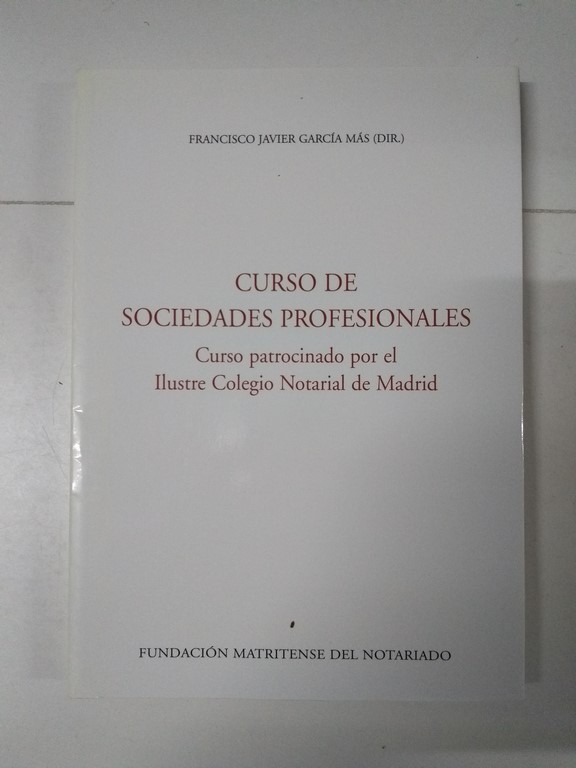 FRANCISCO JAVIER GARCÍA MÁS (DIR.)
CURSO DE
SOCIEDADES PROFESIONALES
Curso patrocinado por el
Ilustre Colegio Notarial de Madrid
FUNDACIÓN MATRITENSE DEL NOTARIADO